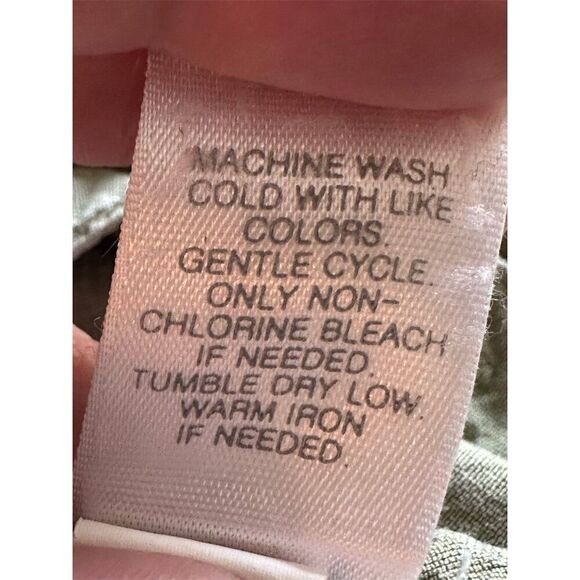 MACHINE WASH
COLD WITH LIKE
COLORS.
GENTLE CYCLE.
ONLY NON-
CHLORINE BLEACH
IF NEEDED.
TUMBLE DRY LOW.
WARM IRON
IF NEEDED.